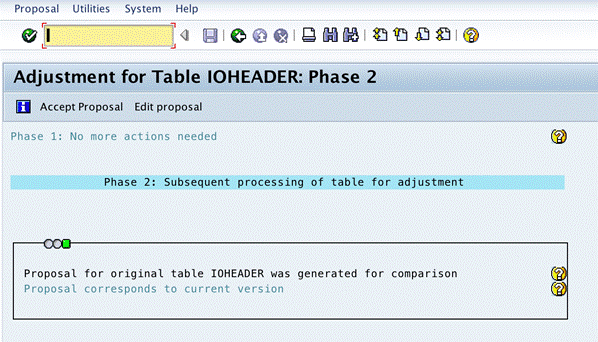 Proposal Utilities System Help
Adjustment for Table IOHEADER: Phase 2
Accept Proposal Edit proposal
Phase 1: No more actions needed
Phase 2: Subsequent processing of table for adjustment
Proposal for original table IOHEADER was generated for comparison
Proposal corresponds to current version